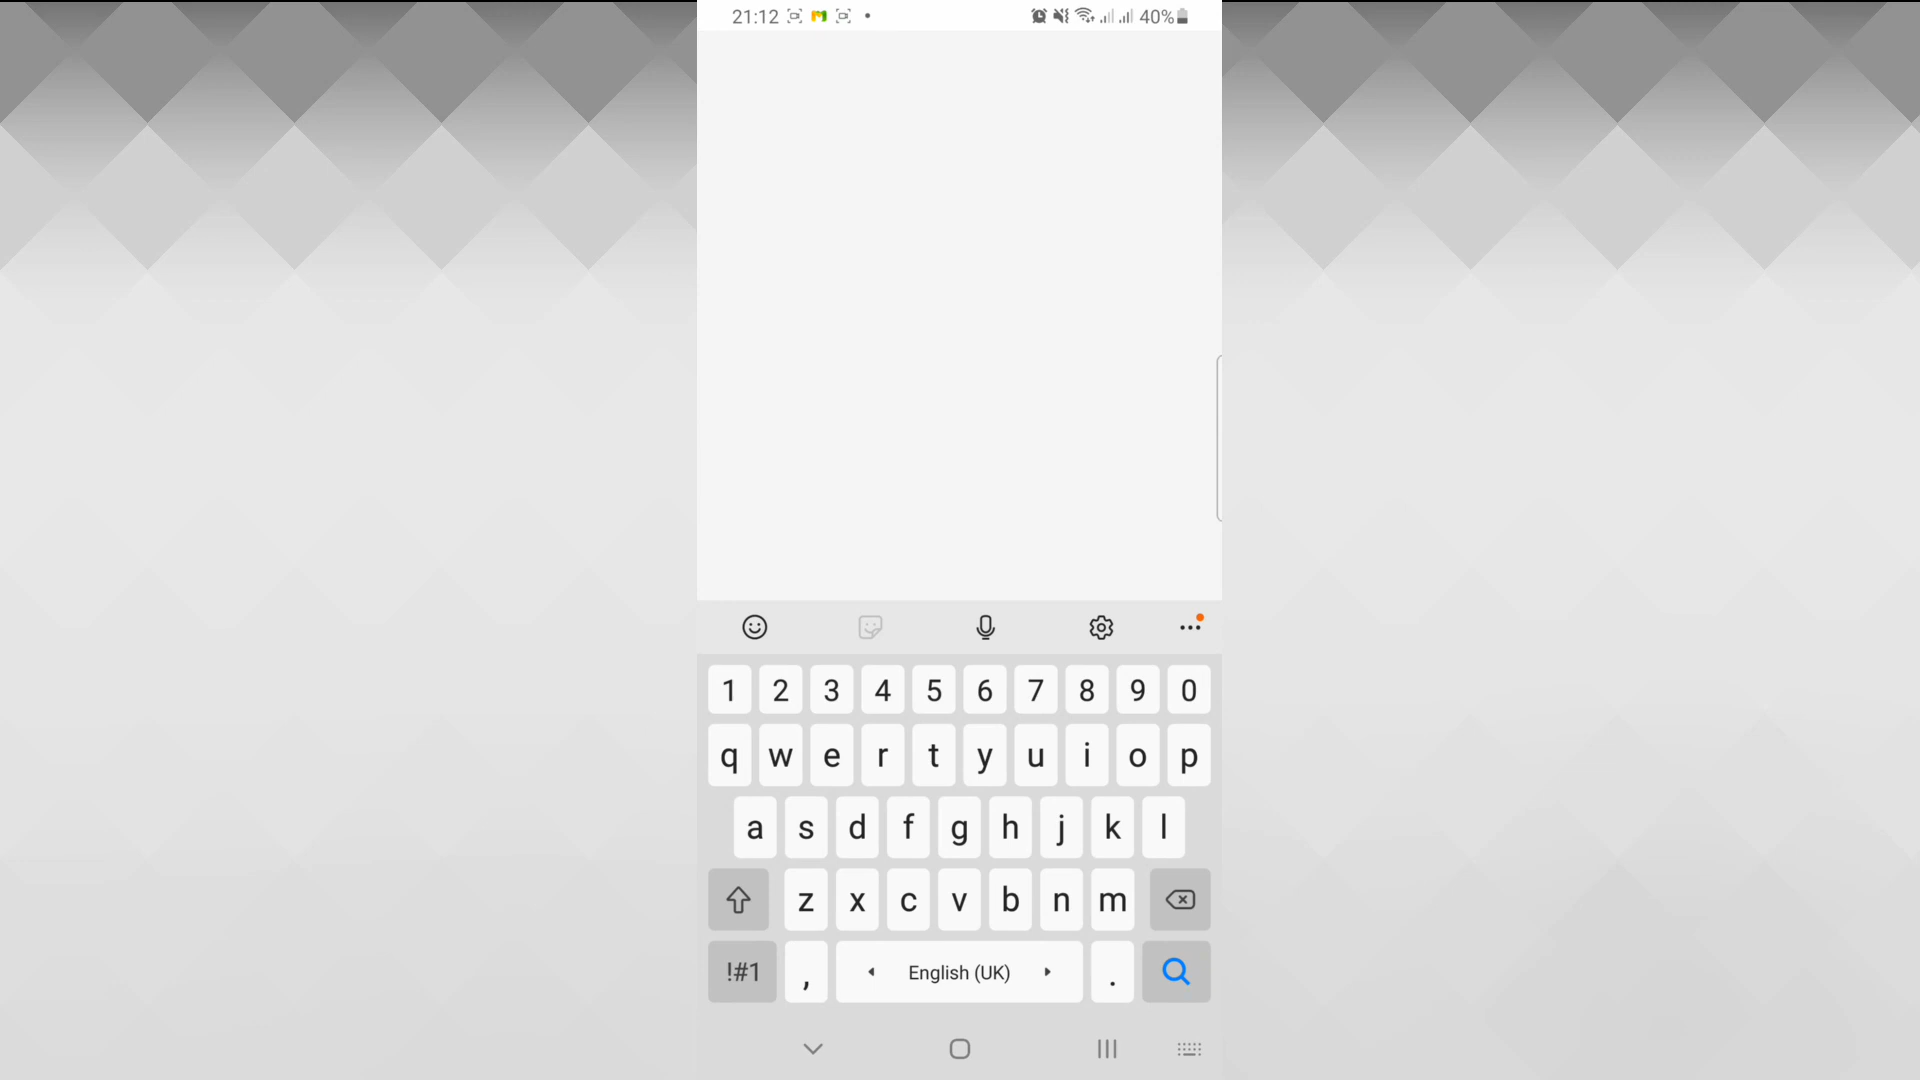 21:12 40%
1 2 3 4 5 6 7 8 9 0
q w e r t y u i o p
a s d f g h j k l
z x c v b n m
!#1 , English (UK) .